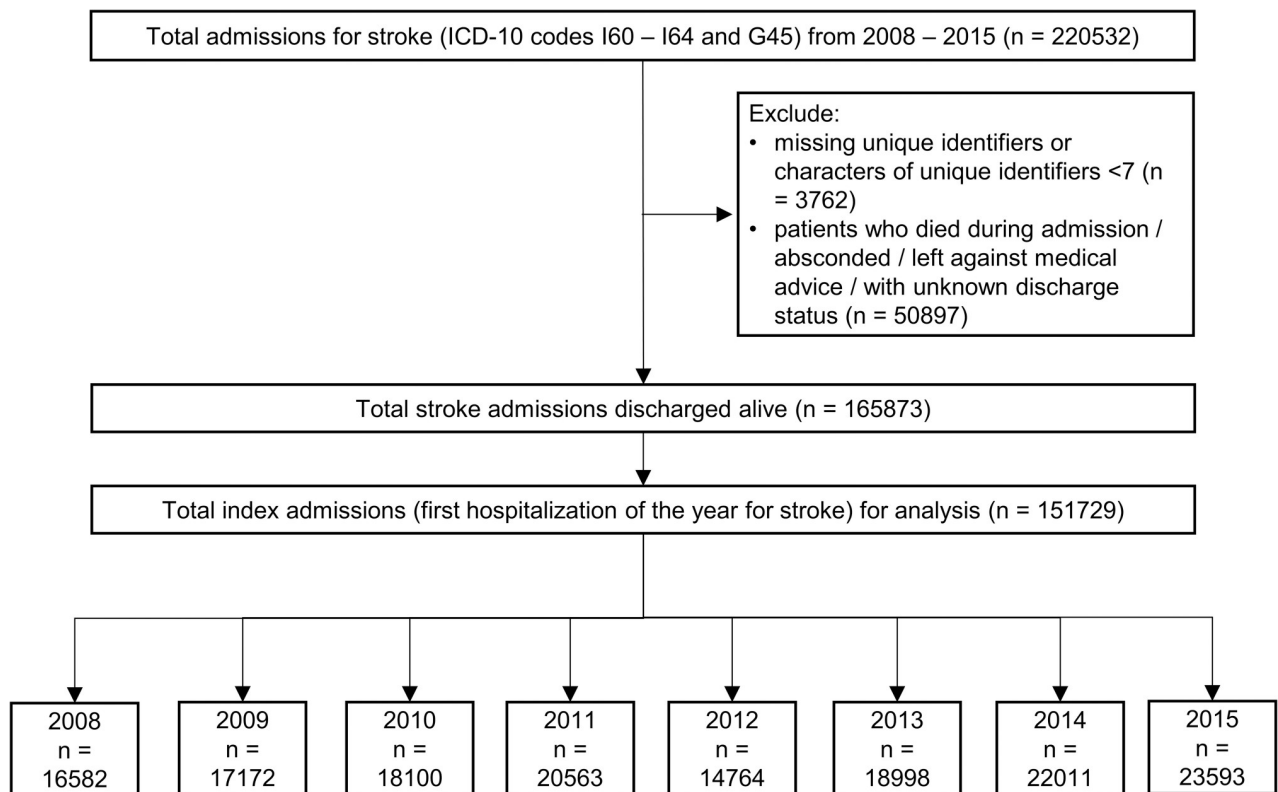 Total admissions for stroke (ICD-10 codes I60 – I64 and G45) from 2008 – 2015 (n = 220532)
Exclude:
• missing unique identifiers or
characters of unique identifiers <7 (n
= 3762)
• patients who died during admission /
absconded / left against medical
advice / with unknown discharge
status (n = 50897)
Total stroke admissions discharged alive (n = 165873)
Total index admissions (first hospitalization of the year for stroke) for analysis (n = 151729)
2008
n =
16582
2009
n =
17172
2010
n =
18100
2011
n =
20563
2012
n =
14764
2013
n =
18998
2014
n =
22011
2015
n =
23593